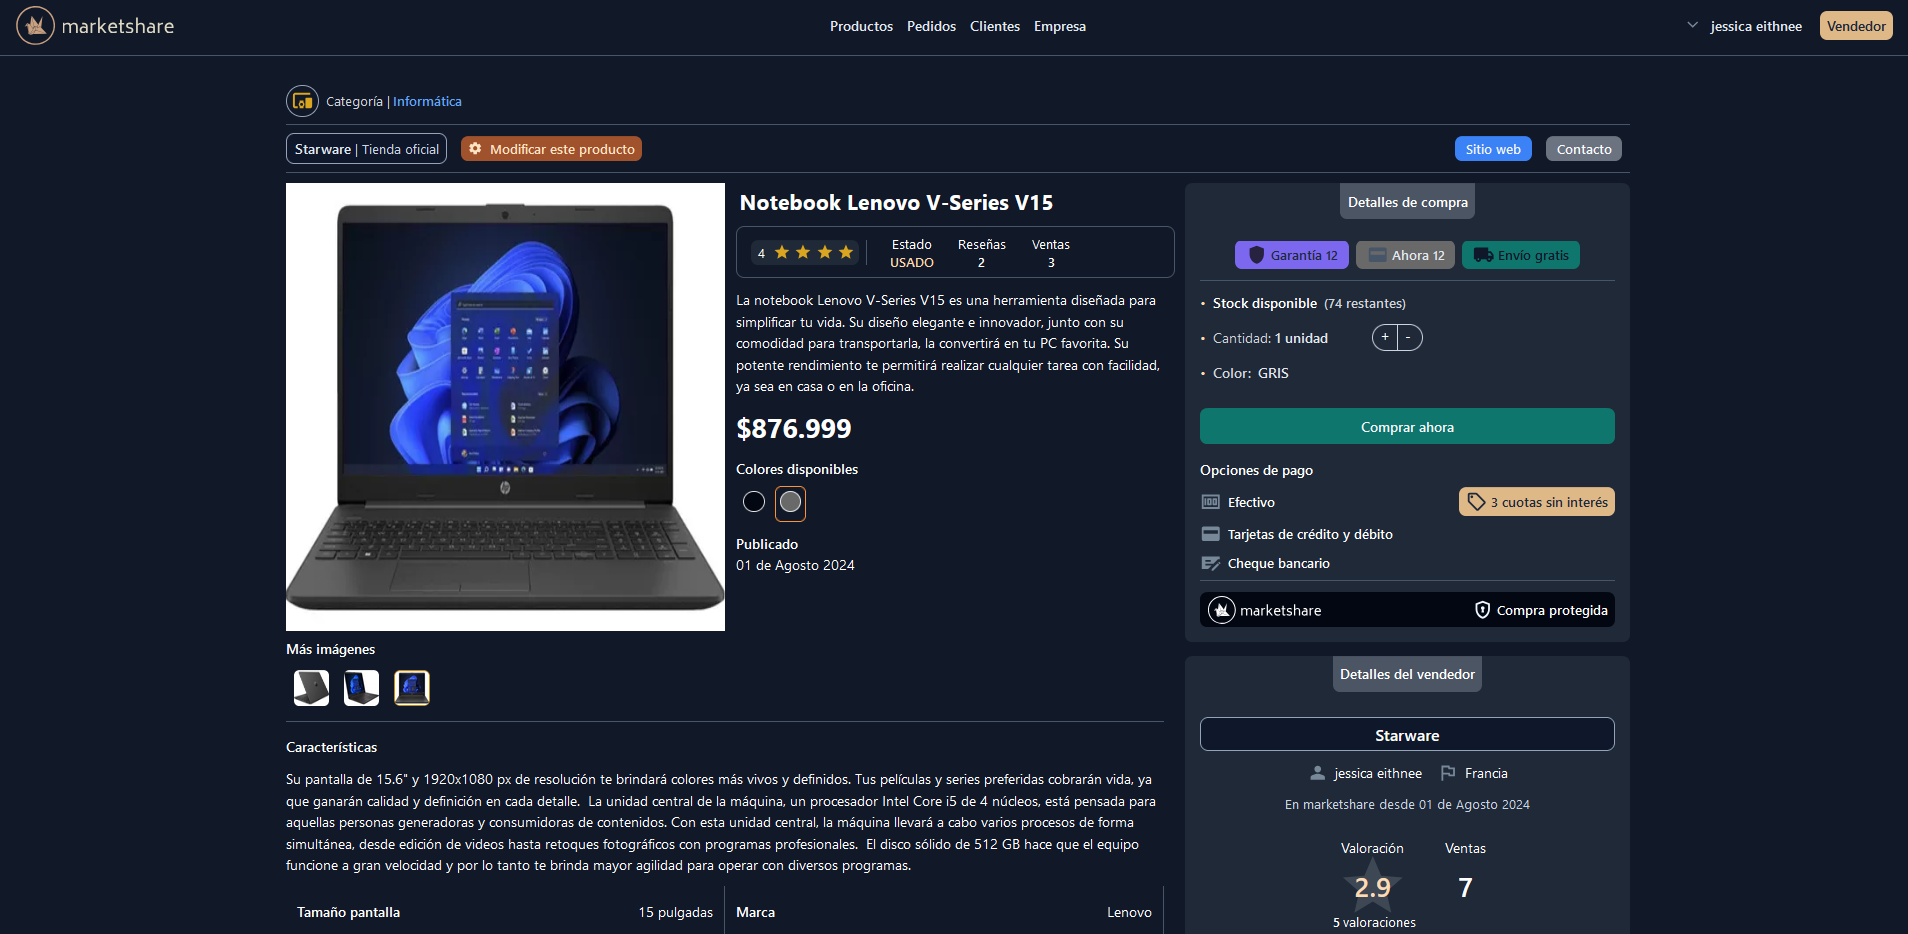 marketshare
Productos Pedidos Clientes Empresa
jessica eithnee
Vendedor
Categoría | Informática
Starware | Tienda oficial
Modificar este producto
Sitio web
Contacto
Notebook Lenovo V-Series V15
4
Estado
USADO
Reseñas
2
Ventas
3
La notebook Lenovo V-Series V15 es una herramienta diseñada para
simplificar tu vida. Su diseño elegante e innovador, junto con su
comodidad para transportarla, la convertirá en tu PC favorita. Su
potente rendimiento te permitirá realizar cualquier tarea con facilidad,
ya sea en casa o en la oficina.
$876.999
Colores disponibles
Publicado
01 de Agosto 2024
hp
Más imágenes
Características
Su pantalla de 15.6" y 1920x1080 px de resolución te brindará colores más vivos y definidos. Tus películas y series preferidas cobrarán vida, ya
que ganarán calidad y definición en cada detalle. La unidad central de la máquina, un procesador Intel Core i5 de 4 núcleos, está pensada para
aquellas personas generadoras y consumidoras de contenidos. Con esta unidad central, la máquina llevará a cabo varios procesos de forma
simultánea, desde edición de videos hasta retoques fotográficos con programas profesionales. El disco sólido de 512 GB hace que el equipo
funcione a gran velocidad y por lo tanto te brinda mayor agilidad para operar con diversos programas.
Tamaño pantalla 15 pulgadas
Marca Lenovo
Detalles de compra
Garantía 12
Ahora 12
Envío gratis
• Stock disponible (74 restantes)
• Cantidad: 1 unidad + -
• Color: GRIS
Comprar ahora
Opciones de pago
Efectivo
3 cuotas sin interés
Tarjetas de crédito y débito
Cheque bancario
marketshare
Compra protegida
Detalles del vendedor
Starware
jessica eithnee Francia
En marketshare desde 01 de Agosto 2024
Valoración
2.9
5 valoraciones
Ventas
7